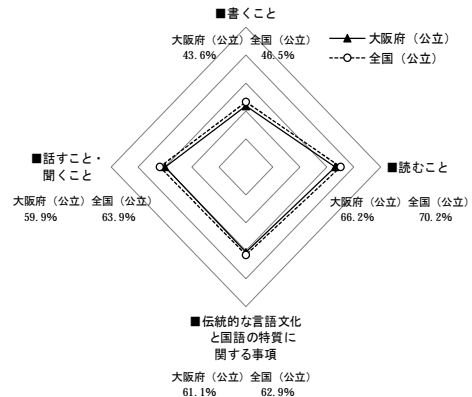 ■書くこと
大阪府（公立）全国（公立）
43.6% 46.5%
大阪府（公立）
全国（公立）
■話すこと・
聞くこと
大阪府（公立）全国（公立）
59.9% 63.9%
■読むこと
大阪府（公立）全国（公立）
66.2% 70.2%
■伝統的な言語文化
と国語の特質に
関する事項
大阪府（公立）全国（公立）
61.1% 62.9%